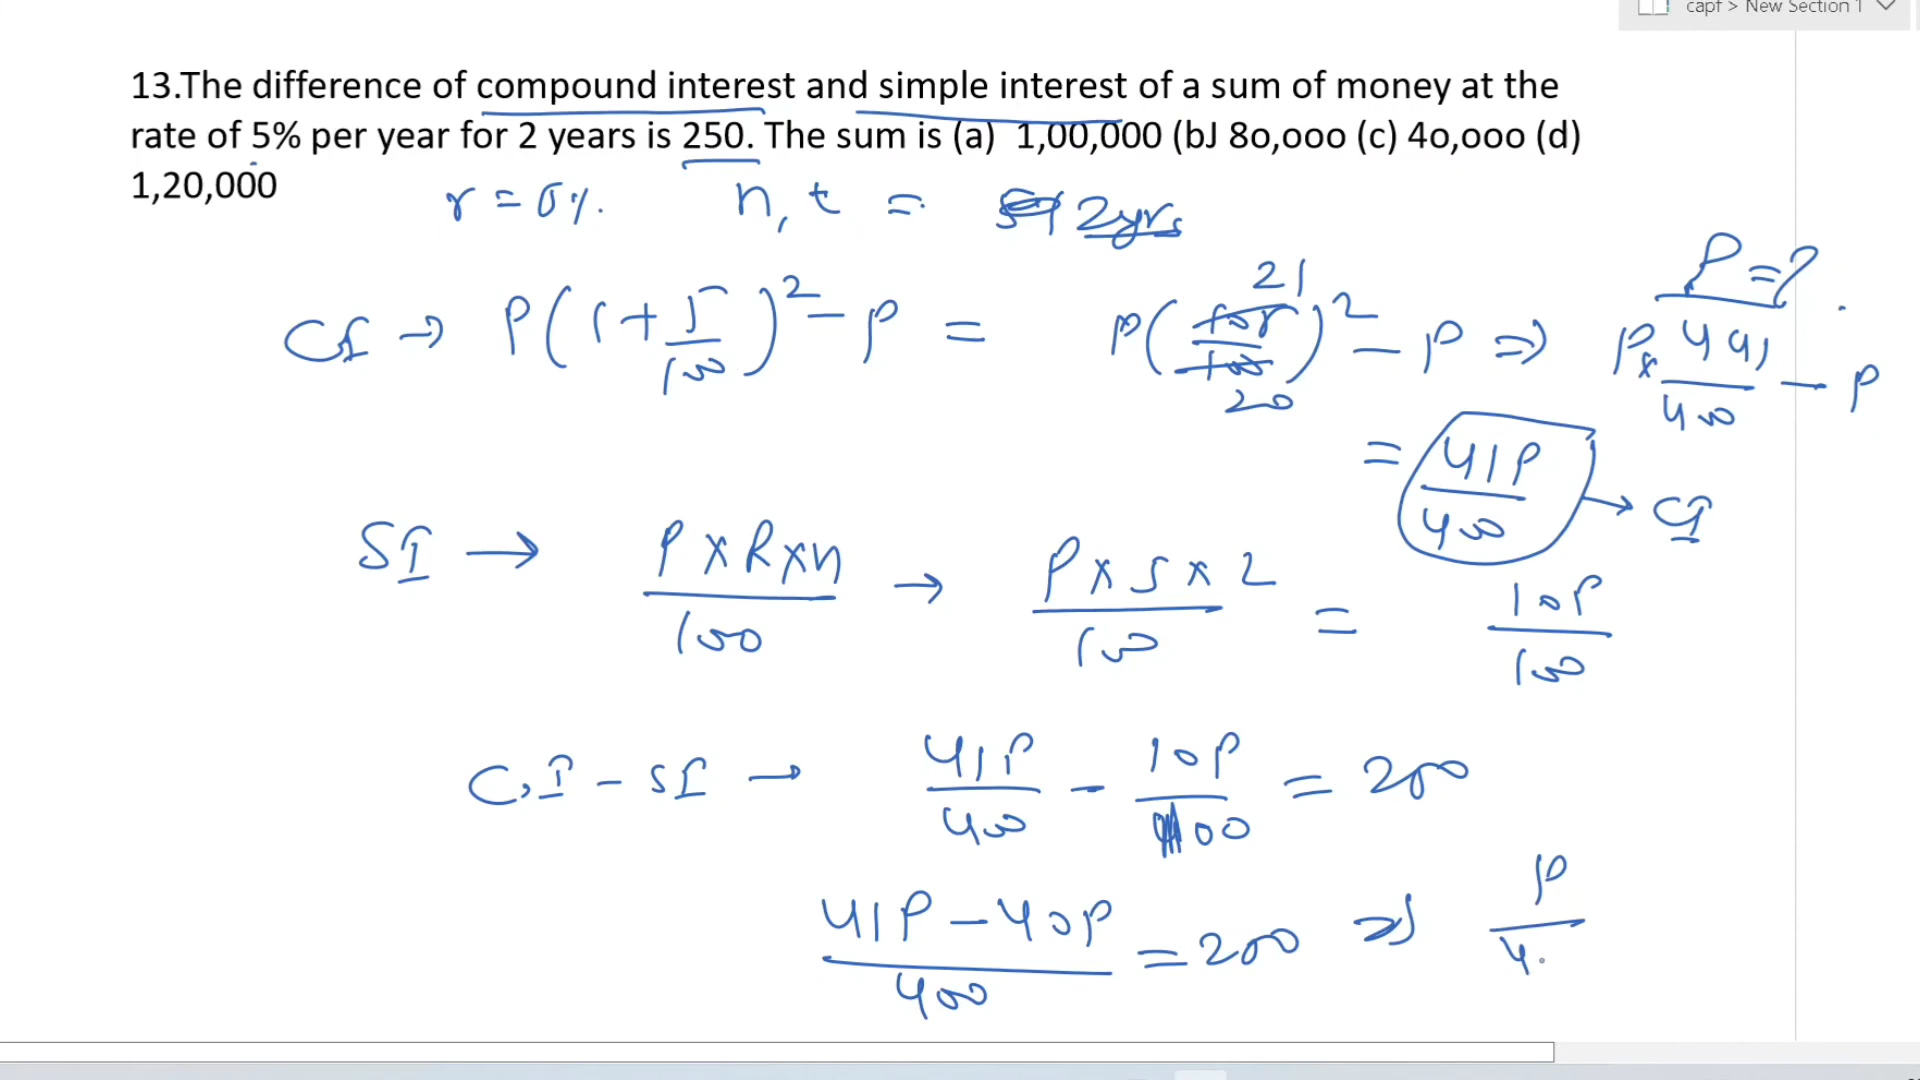 capf > New Section 1
13.The difference of compound interest and simple interest of a sum of money at the
rate of 5% per year for 2 years is 250. The sum is (a) 1,00,000 (bJ 8o,ooo (c) 4o,ooo (d)
1,20,000
r = 5%. n, t = 2yrs
P = ?
CI → P(1+5/100)² - P = P(105/100)² - P ⇒ P x 441/400 - P
21
20
= 41P/400 → CI
SI → PxRxn/100 → Px5x2/100 = 10P/100
C.I - SI → 41P/400 - 10P/100 = 200
41P-40P/400 = 200 ⇒ P/4